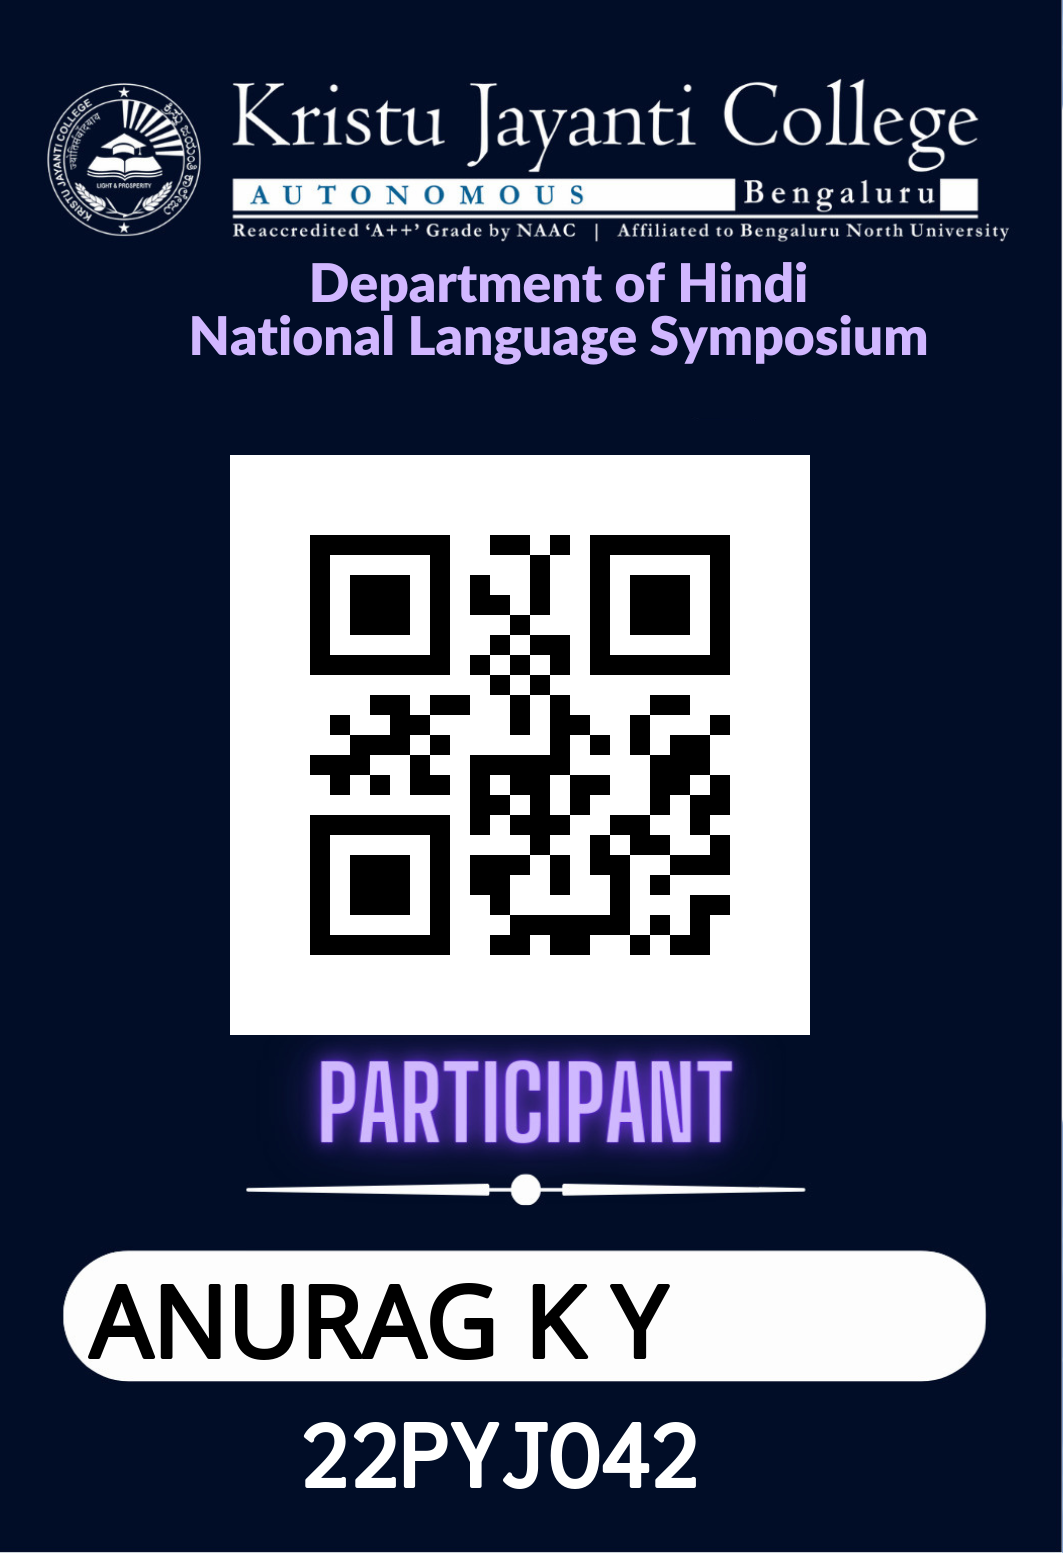 Kristu Jayanti College
AUTONOMOUS Bengaluru
Reaccredited ‘A++’ Grade by NAAC | Affiliated to Bengaluru North University
KRISTU JAYANTI COLLEGE
LIGHT & PROSPERITY
Department of Hindi
National Language Symposium
PARTICIPANT
ANURAG K Y
22PYJ042